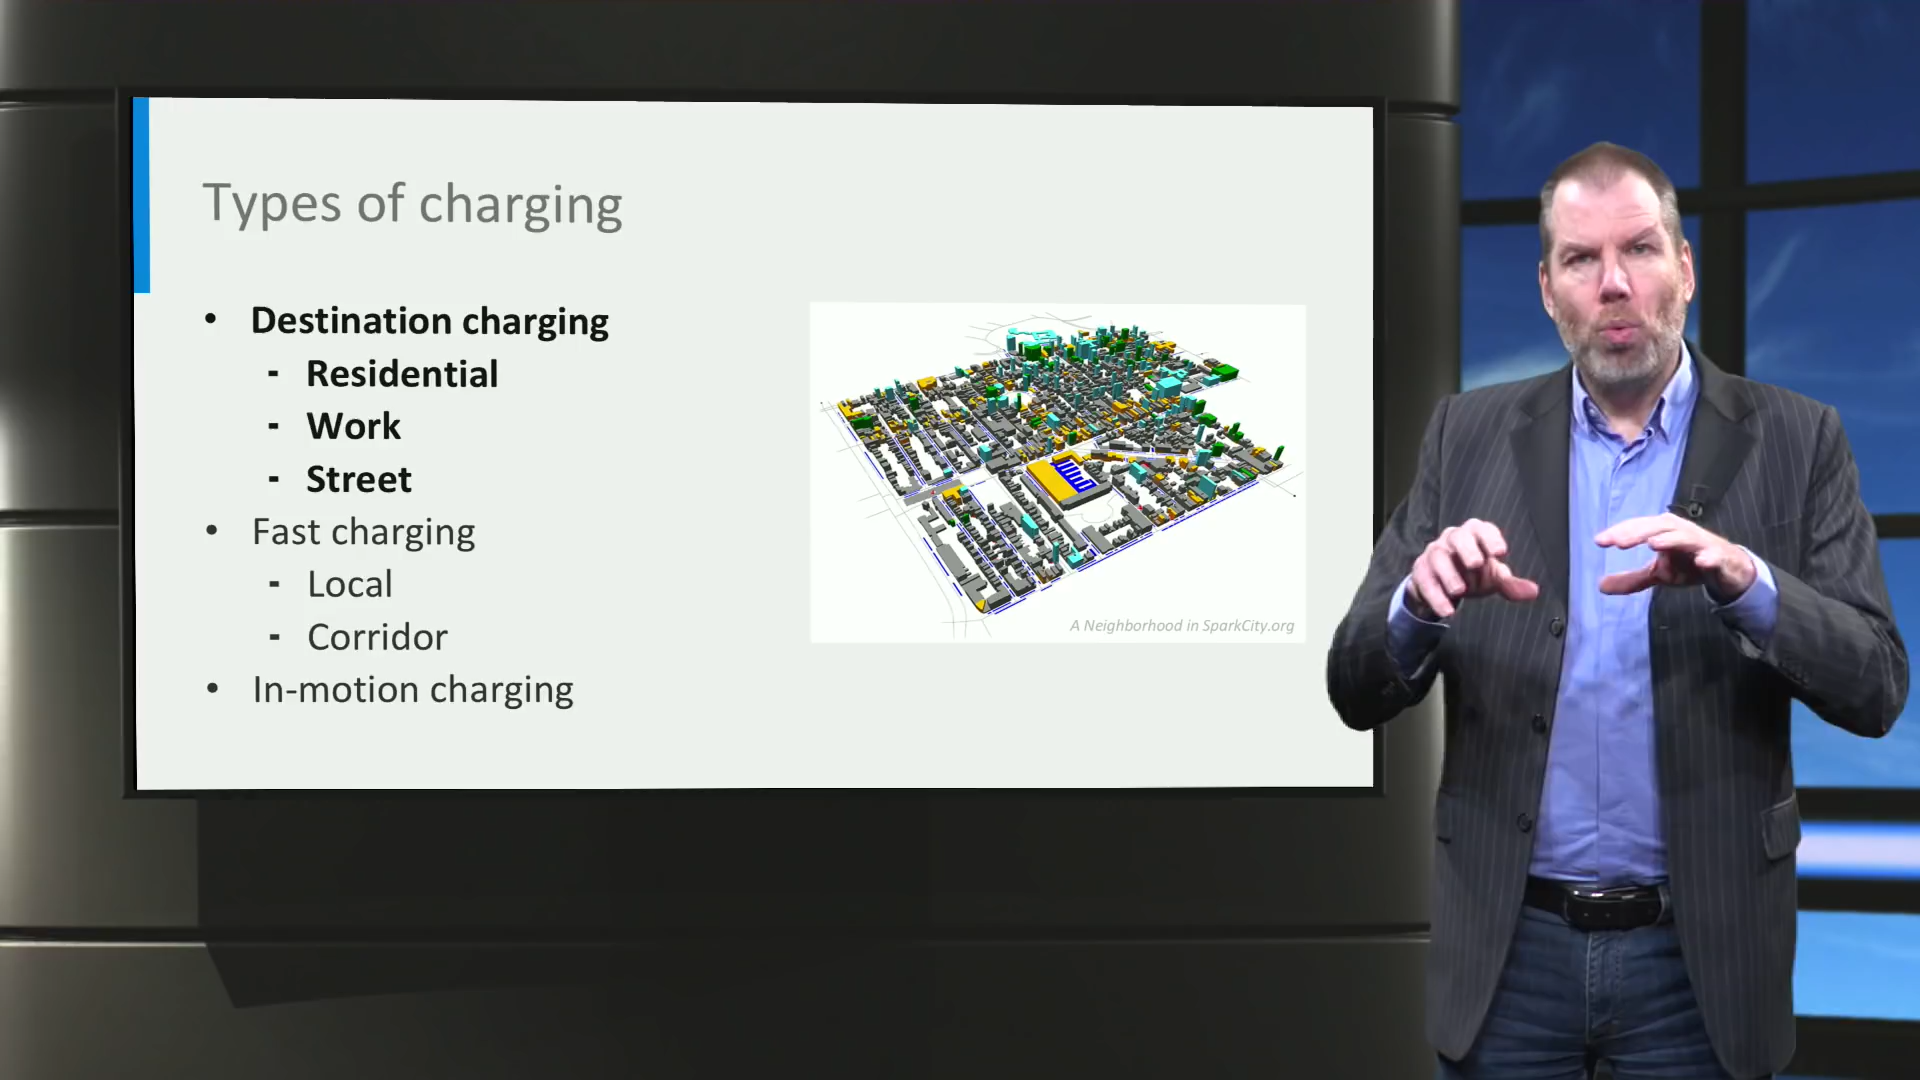 Types of charging
• Destination charging
- Residential
- Work
- Street
• Fast charging
- Local
- Corridor
• In-motion charging
A Neighborhood in SparkCity.org